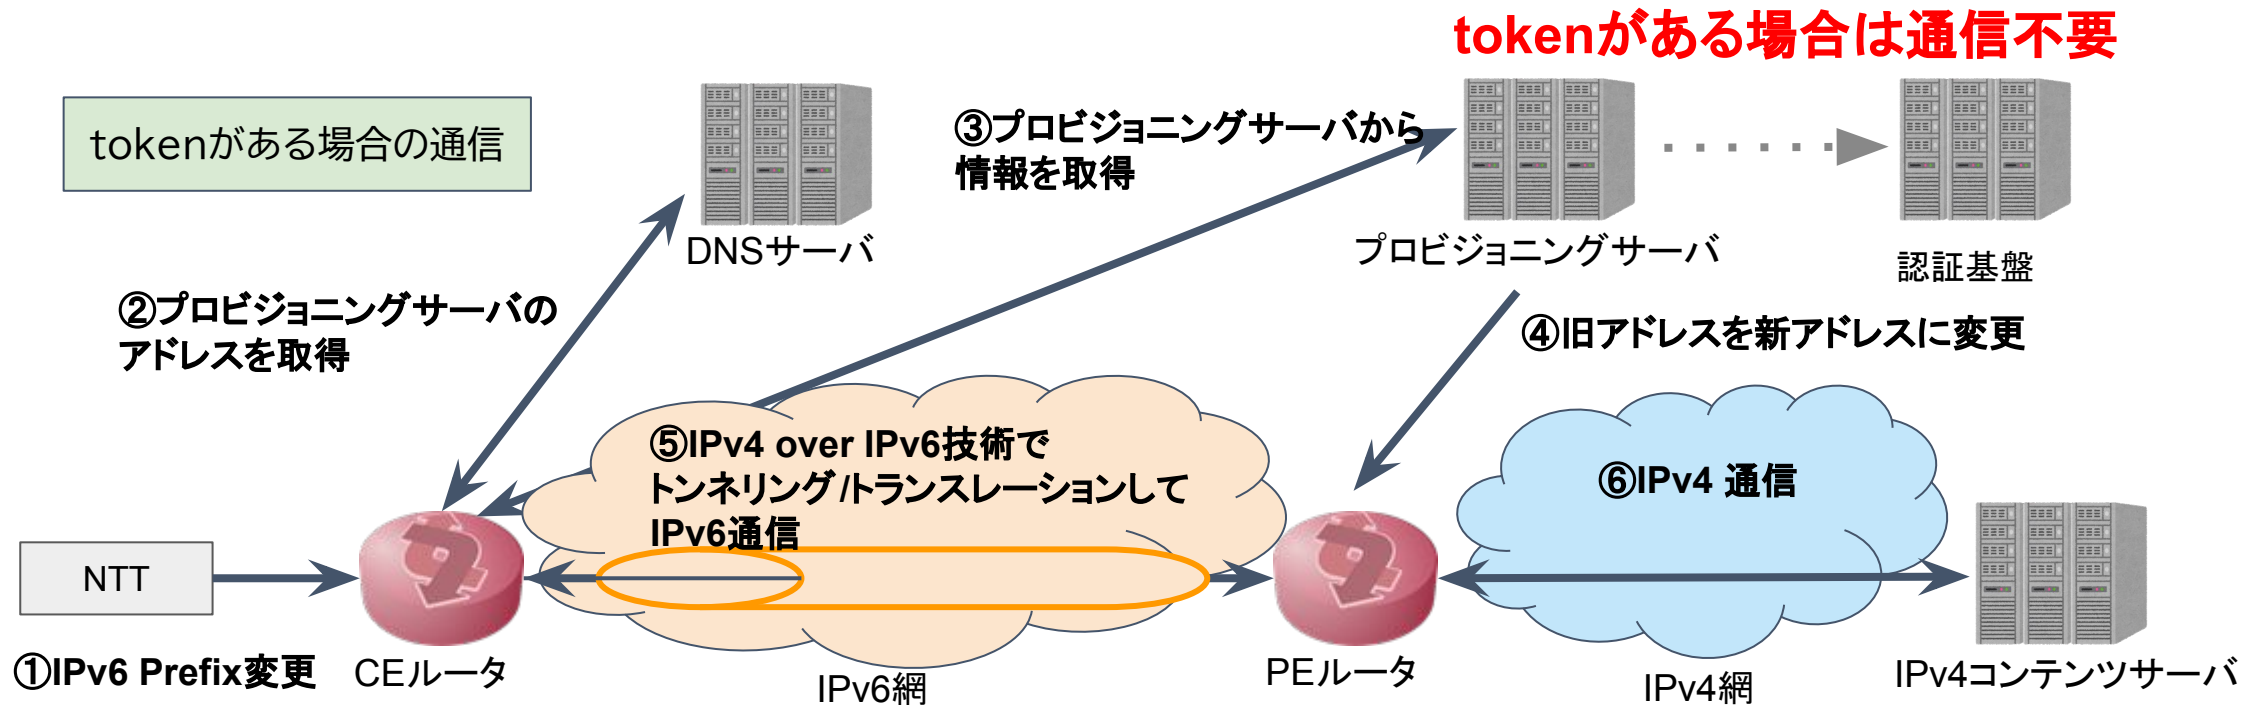 tokenがある場合は通信不要
tokenがある場合の通信
③プロビジョニングサーバから
情報を取得
DNSサーバ
プロビジョニングサーバ
認証基盤
②プロビジョニングサーバの
アドレスを取得
④旧アドレスを新アドレスに変更
⑤IPv4 over IPv6技術で
トンネリング/トランスレーションして
IPv6通信
⑥IPv4 通信
NTT
①IPv6 Prefix変更
CEルータ
IPv6網
PEルータ
IPv4網
IPv4コンテンツサーバ